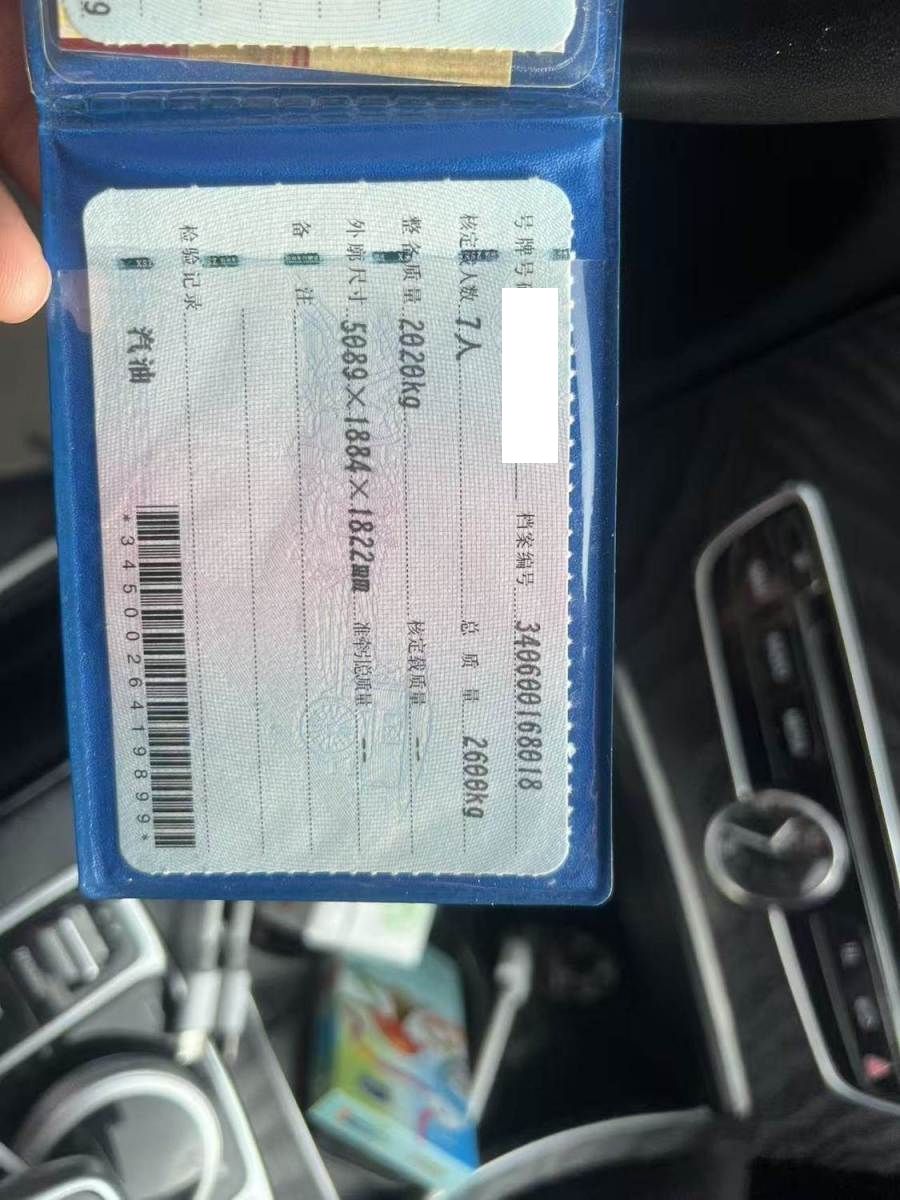 号牌号 档案编号 340600168018
核定载人数 7人 总质量 2600kg
整备质量 2020kg 核定载质量 --
外廓尺寸 5089×1884×1822mm 准牵引总质量 --
备注
检验记录
汽油
*3450026419899*
9